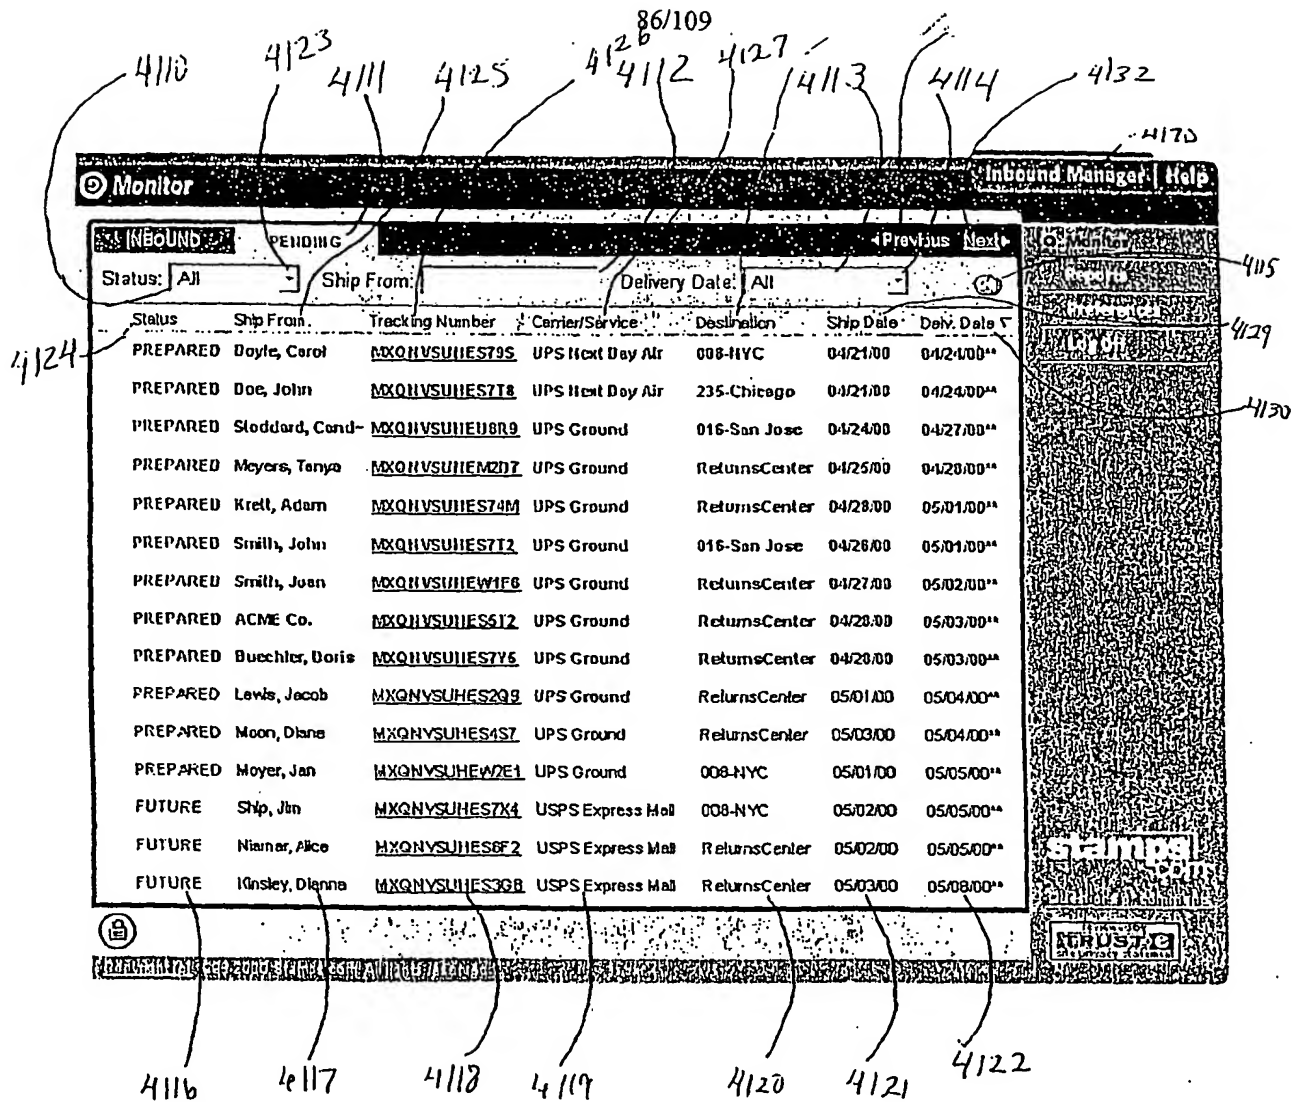 86/109
4110 4123 4111 4125 4126 4112 4127 4113 4114 4132
4170
Monitor Inbound Manager | Help
INBOUND PENDING Previous Next
Status: All Ship From: Delivery Date: All
Monitor
4115
Status Ship From Tracking Number Carrier/Service Destination Ship Date Delv. Date
4129
Log Off
4124
PREPARED Doyle, Carol MXQNVSUHES79S UPS Next Day Air 008-NYC 04/21/00 04/24/00**
PREPARED Doe, John MXQNVSUHES7T8 UPS Next Day Air 235-Chicago 04/21/00 04/24/00**
4130
PREPARED Stoddard, Cand~ MXQNVSUHEU8R9 UPS Ground 016-San Jose 04/24/00 04/27/00**
PREPARED Meyers, Tanya MXQNVSUHEM2D7 UPS Ground ReturnsCenter 04/25/00 04/28/00**
PREPARED Krett, Adam MXQNVSUHES74M UPS Ground ReturnsCenter 04/28/00 05/01/00**
PREPARED Smith, John MXQNVSUHES7T2 UPS Ground 016-San Jose 04/28/00 05/01/00**
PREPARED Smith, Joan MXQNVSUHEW1F6 UPS Ground ReturnsCenter 04/27/00 05/02/00**
PREPARED ACME Co. MXQNVSUHES5T2 UPS Ground ReturnsCenter 04/28/00 05/03/00**
PREPARED Buechler, Doris MXQNVSUHES7Y6 UPS Ground ReturnsCenter 04/28/00 05/03/00**
PREPARED Lewis, Jacob MXQNVSUHES2Q9 UPS Ground ReturnsCenter 05/01/00 05/04/00**
PREPARED Moon, Diane MXQNVSUHES4S7 UPS Ground ReturnsCenter 05/03/00 05/04/00**
PREPARED Moyer, Jan MXQNVSUHEW2E1 UPS Ground 008-NYC 05/01/00 05/05/00**
FUTURE Ship, Jim MXQNVSUHES7X4 USPS Express Mail 008-NYC 05/02/00 05/05/00**
FUTURE Niamar, Alice MXQNVSUHES8F2 USPS Express Mail ReturnsCenter 05/02/00 05/05/00**
FUTURE Kinsley, Dianna MXQNVSUHES3GB USPS Express Mail ReturnsCenter 05/03/00 05/08/00**
stamps.com
TRUSTe
4116 4117 4118 4119 4120 4121 4122